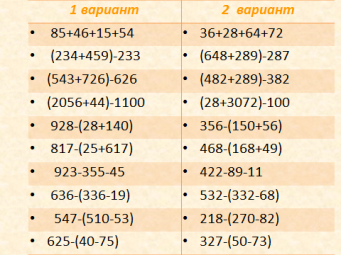 1 вариант 2 вариант
• 85+46+15+54 • 36+28+64+72
• (234+459)-233 • (648+289)-287
• (543+726)-626 • (482+289)-382
• (2056+44)-1100 • (28+3072)-100
• 928-(28+140) • 356-(150+56)
• 817-(25+617) • 468-(168+49)
• 923-355-45 • 422-89-11
• 636-(336-19) • 532-(332-68)
• 547-(510-53) • 218-(270-82)
• 625-(40-75) • 327-(50-73)